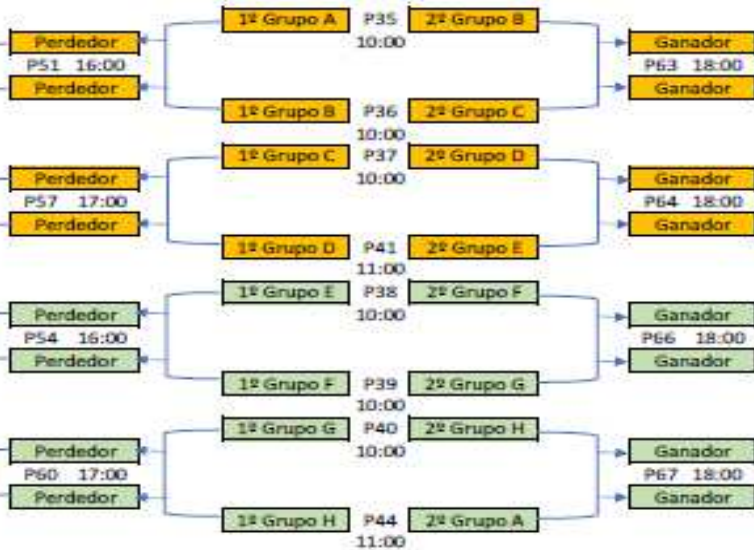 1º Grupo A P35 2º Grupo B
Perdedor 10:00 Ganador
P51 16:00 P63 18:00
Perdedor Ganador
1º Grupo B P36 2º Grupo C
10:00
1º Grupo C P37 2º Grupo D
Perdedor 10:00 Ganador
P57 17:00 P64 18:00
Perdedor Ganador
1º Grupo D P41 2º Grupo E
11:00
1º Grupo E P38 2º Grupo F
Perdedor 10:00 Ganador
P54 16:00 P66 18:00
Perdedor Ganador
1º Grupo F P39 2º Grupo G
10:00
1º Grupo G P40 2º Grupo H
Perdedor 10:00 Ganador
P60 17:00 P67 18:00
Perdedor Ganador
1º Grupo H P44 2º Grupo A
11:00